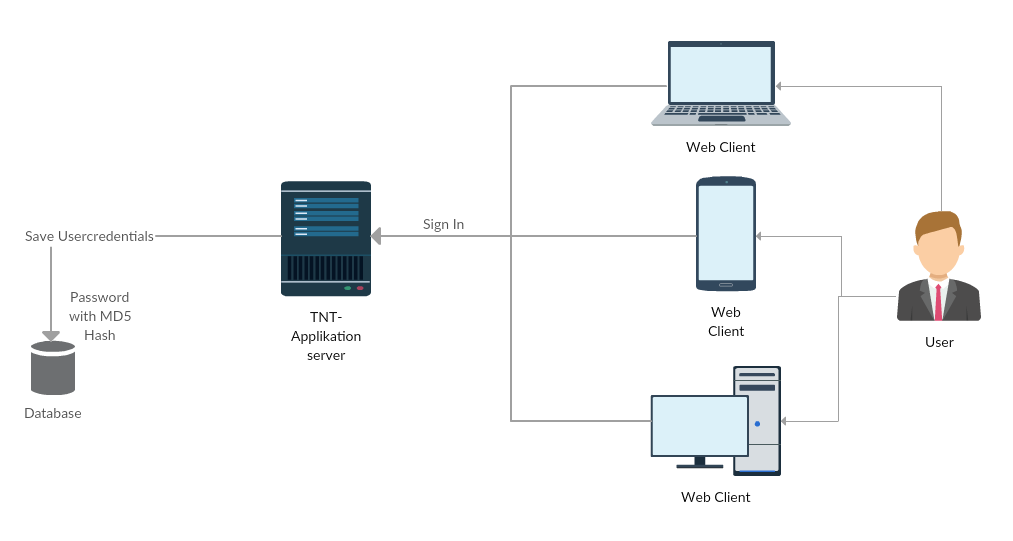 Web Client
Sign In
Save Usercredentials
Password
with MD5
Hash
TNT-
Applikation
server
Web
Client
User
Database
Web Client